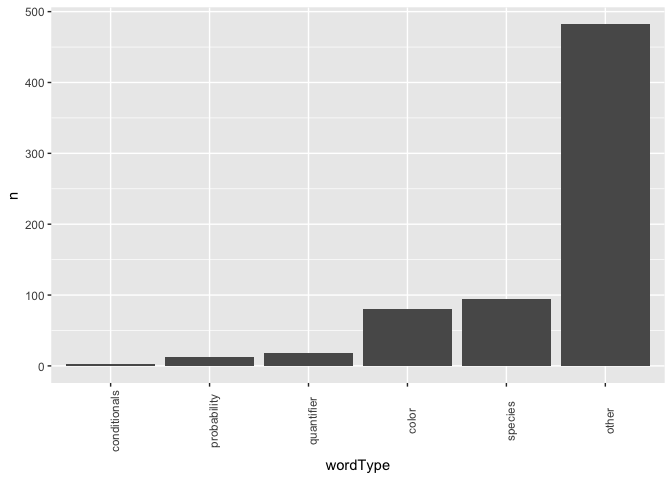 500
400
300
200
100
0
n
conditionals
probability
quantifier
color
species
other
wordType